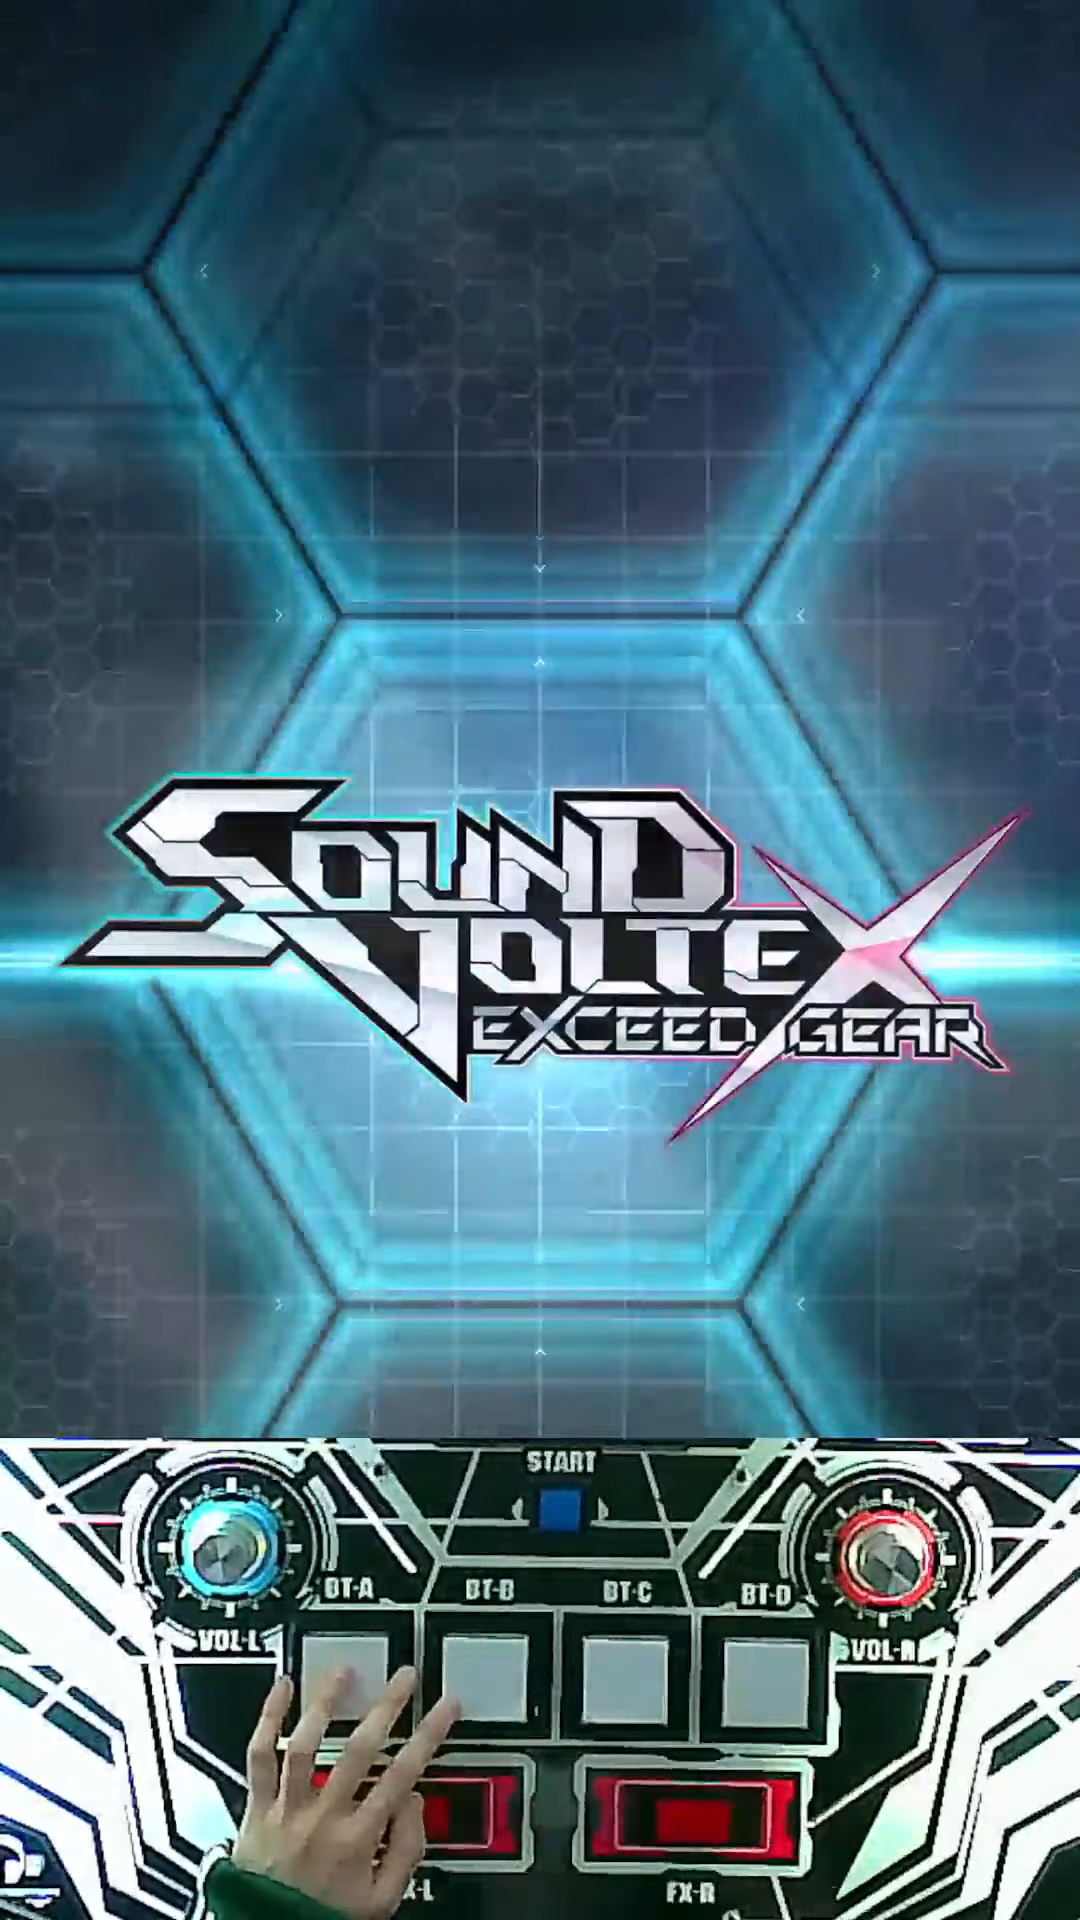 SOUND
VOLTEX
EXCEED GEAR
START
BT-A
BT-B
BT-C
BT-D
VOL-L
VOL-R
FX-R